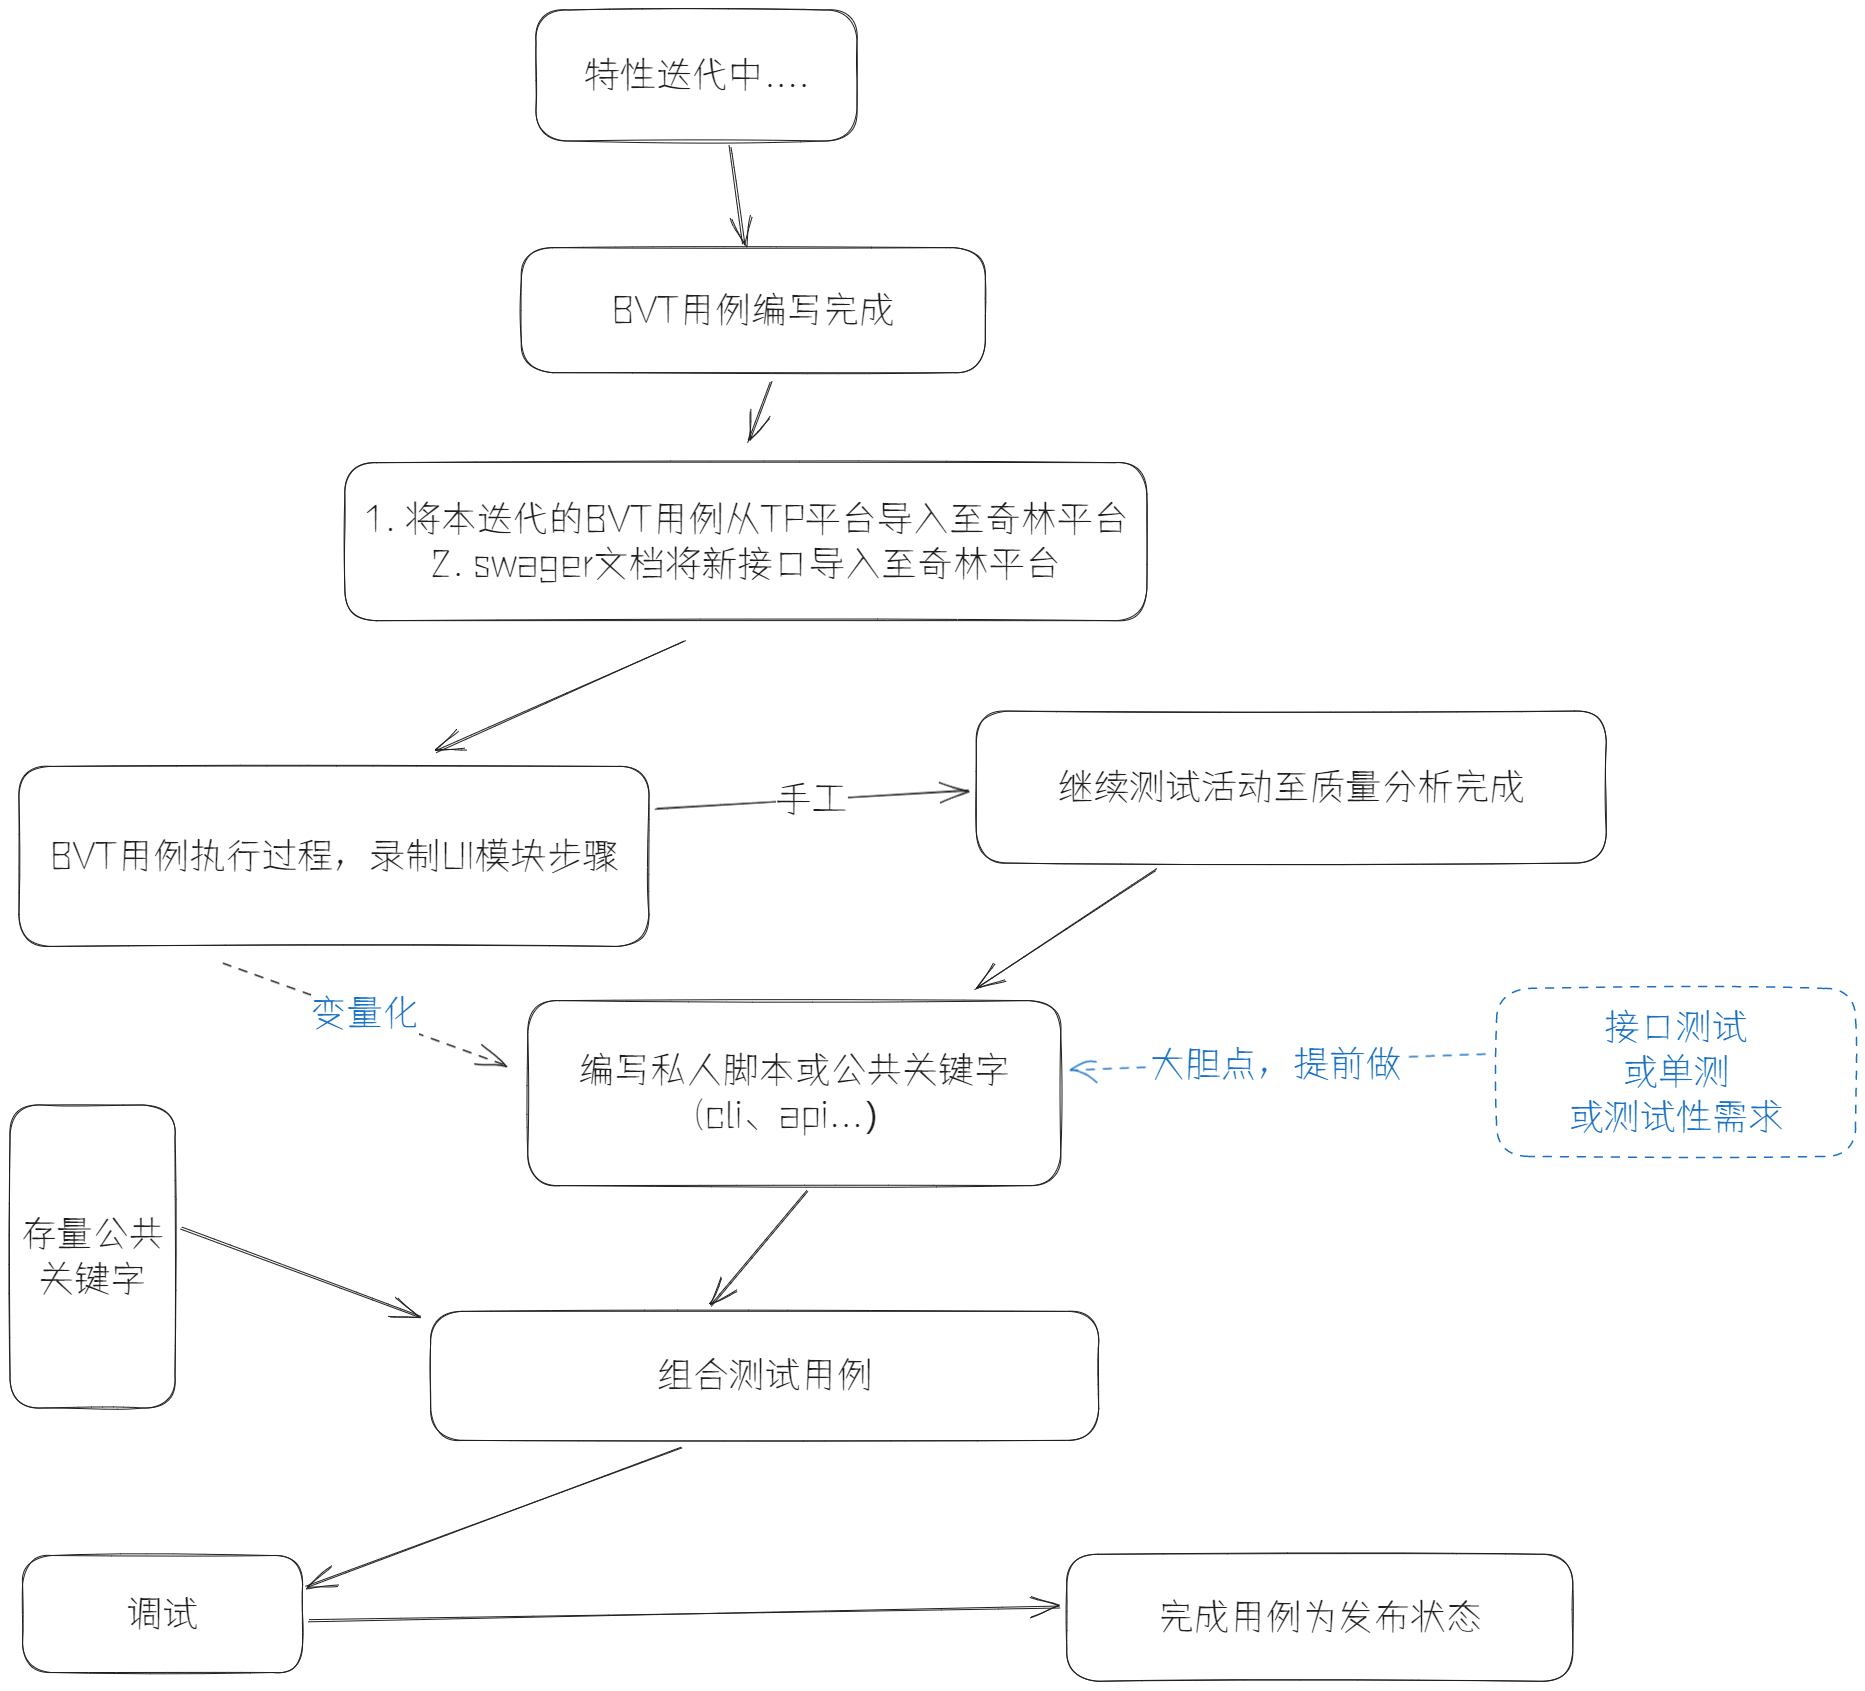 特性迭代中....
BVT用例编写完成
1. 将本迭代的BVT用例从TP平台导入至奇林平台
2. swager文档将新接口导入至奇林平台
继续测试活动至质量分析完成
手工
BVT用例执行过程，录制UI模块步骤
变量化
编写私人脚本或公共关键字
(cli、api...)
大胆点，提前做
接口测试
或单测
或测试性需求
存量公共
关键字
组合测试用例
调试
完成用例为发布状态